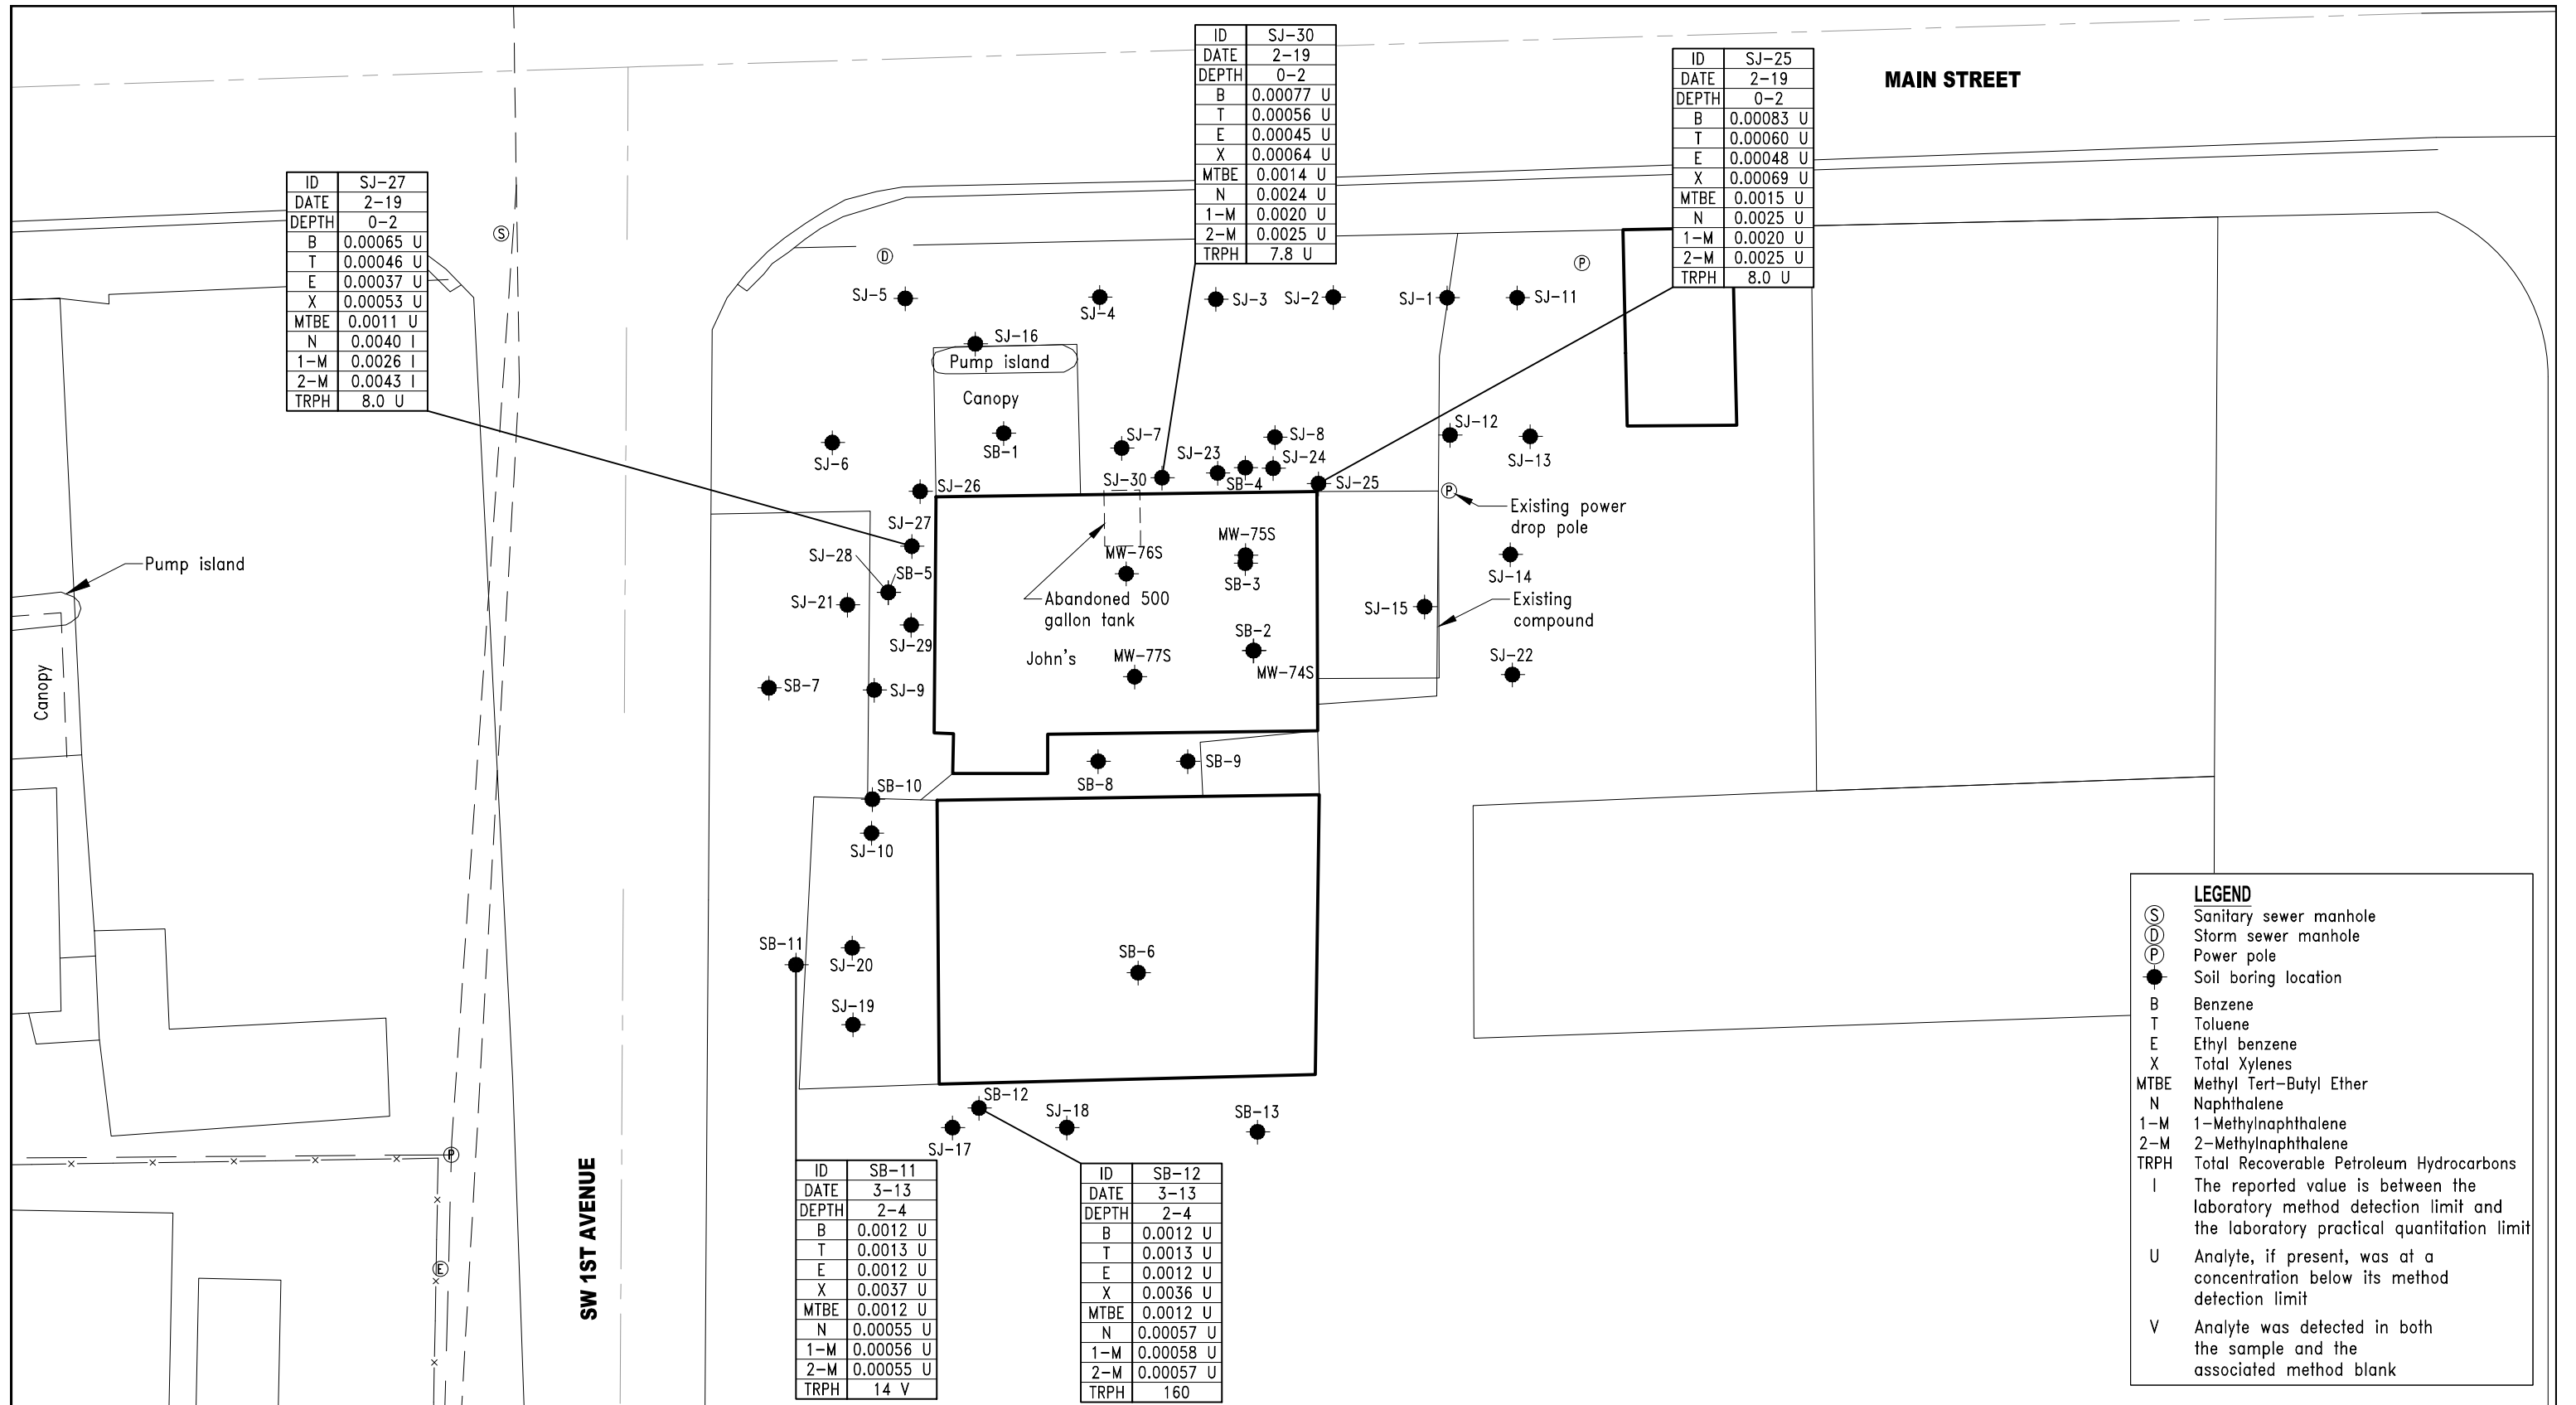 MAIN STREET
ID SJ-30
DATE 2-19
DEPTH 0-2
B 0.00077 U
T 0.00056 U
E 0.00045 U
X 0.00064 U
MTBE 0.0014 U
N 0.0024 U
1-M 0.0020 U
2-M 0.0025 U
TRPH 7.8 U
ID SJ-25
DATE 2-19
DEPTH 0-2
B 0.00083 U
T 0.00060 U
E 0.00048 U
X 0.00069 U
MTBE 0.0015 U
N 0.0025 U
1-M 0.0020 U
2-M 0.0025 U
TRPH 8.0 U
ID SJ-27
DATE 2-19
DEPTH 0-2
B 0.00065 U
T 0.00046 U
E 0.00037 U
X 0.00053 U
MTBE 0.0011 U
N 0.0040 I
1-M 0.0026 I
2-M 0.0043 I
TRPH 8.0 U
S
D
P
SJ-5
SJ-4
SJ-3
SJ-2
SJ-1
SJ-11
SJ-16
Pump island
Canopy
SB-1
SJ-6
SJ-7
SJ-8
SJ-12
SJ-13
SJ-23
SJ-24
SB-4
SJ-30
SJ-25
SJ-26
P
Existing power
drop pole
SJ-27
SJ-28
SB-5
MW-76S
MW-75S
SB-3
SJ-14
Pump island
SJ-21
Abandoned 500
gallon tank
SJ-15
Existing
compound
SJ-29
SB-2
John's
MW-77S
MW-74S
SJ-22
Canopy
SB-7
SJ-9
SB-8
SB-9
SB-10
SJ-10
SB-11
SJ-20
SB-6
SJ-19
SB-12
SJ-17
SJ-18
SB-13
P
E
SW 1ST AVENUE
ID SB-11
DATE 3-13
DEPTH 2-4
B 0.0012 U
T 0.0013 U
E 0.0012 U
X 0.0037 U
MTBE 0.0012 U
N 0.00055 U
1-M 0.00056 U
2-M 0.00055 U
TRPH 14 V
ID SB-12
DATE 3-13
DEPTH 2-4
B 0.0012 U
T 0.0013 U
E 0.0012 U
X 0.0036 U
MTBE 0.0012 U
N 0.00057 U
1-M 0.00058 U
2-M 0.00057 U
TRPH 160
LEGEND
S Sanitary sewer manhole
D Storm sewer manhole
P Power pole
Soil boring location
B Benzene
T Toluene
E Ethyl benzene
X Total Xylenes
MTBE Methyl Tert-Butyl Ether
N Naphthalene
1-M 1-Methylnaphthalene
2-M 2-Methylnaphthalene
TRPH Total Recoverable Petroleum Hydrocarbons
I The reported value is between the
laboratory method detection limit and
the laboratory practical quantitation limit
U Analyte, if present, was at a
concentration below its method
detection limit
V Analyte was detected in both
the sample and the
associated method blank